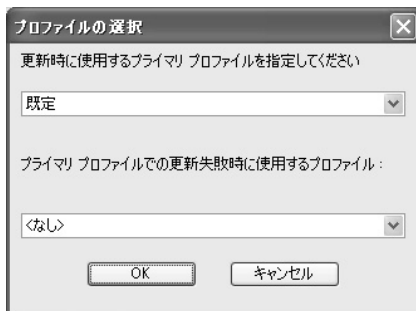 プロファイルの選択
更新時に使用するプライマリ プロファイルを指定してください
既定
プライマリ プロファイルでの更新失敗時に使用するプロファイル :
<なし>
OK
キャンセル